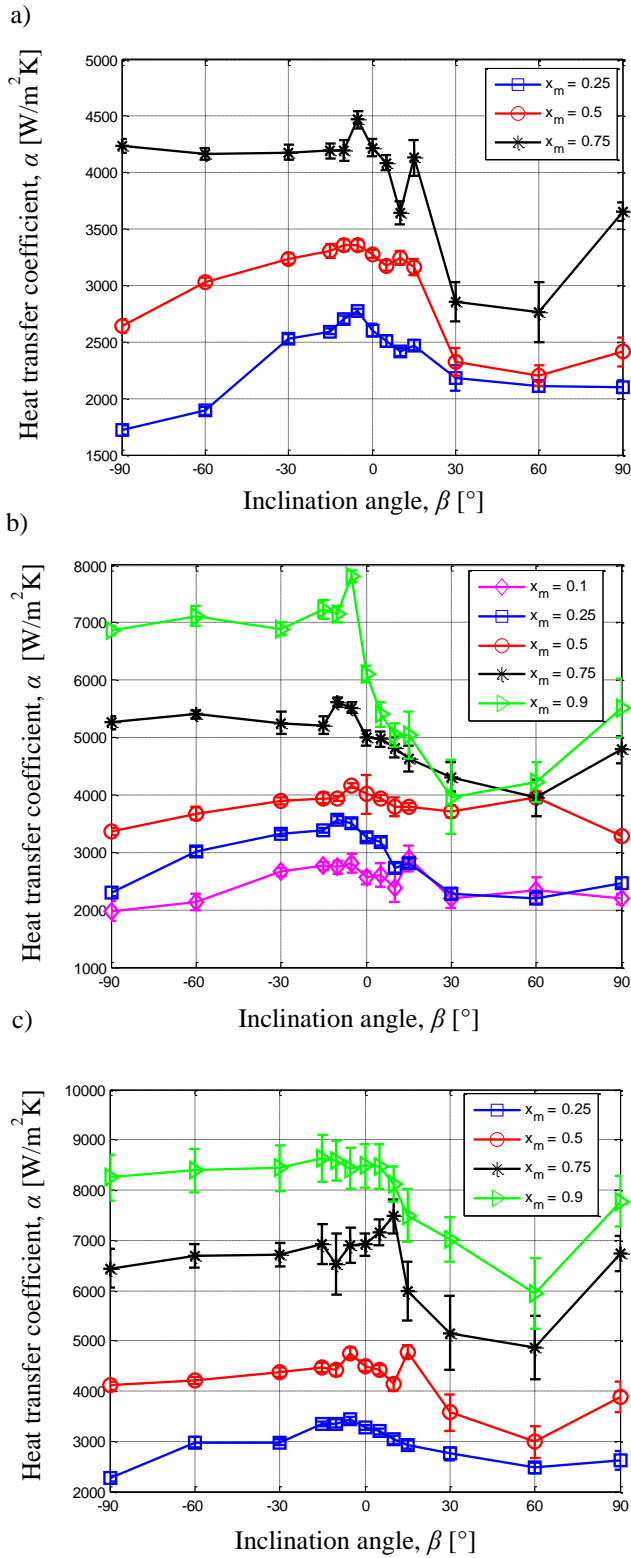 a)
5000
4500
4000
3500
3000
2500
2000
1500
Heat transfer coefficient, α [W/m²K]
x_m = 0.25
x_m = 0.5
x_m = 0.75
-90 -60 -30 0 30 60 90
Inclination angle, β [°]
b)
8000
7000
6000
5000
4000
3000
2000
1000
Heat transfer coefficient, α [W/m²K]
x_m = 0.1
x_m = 0.25
x_m = 0.5
x_m = 0.75
x_m = 0.9
-90 -60 -30 0 30 60 90
Inclination angle, β [°]
c)
10000
9000
8000
7000
6000
5000
4000
3000
2000
Heat transfer coefficient, α [W/m²K]
x_m = 0.25
x_m = 0.5
x_m = 0.75
x_m = 0.9
-90 -60 -30 0 30 60 90
Inclination angle, β [°]